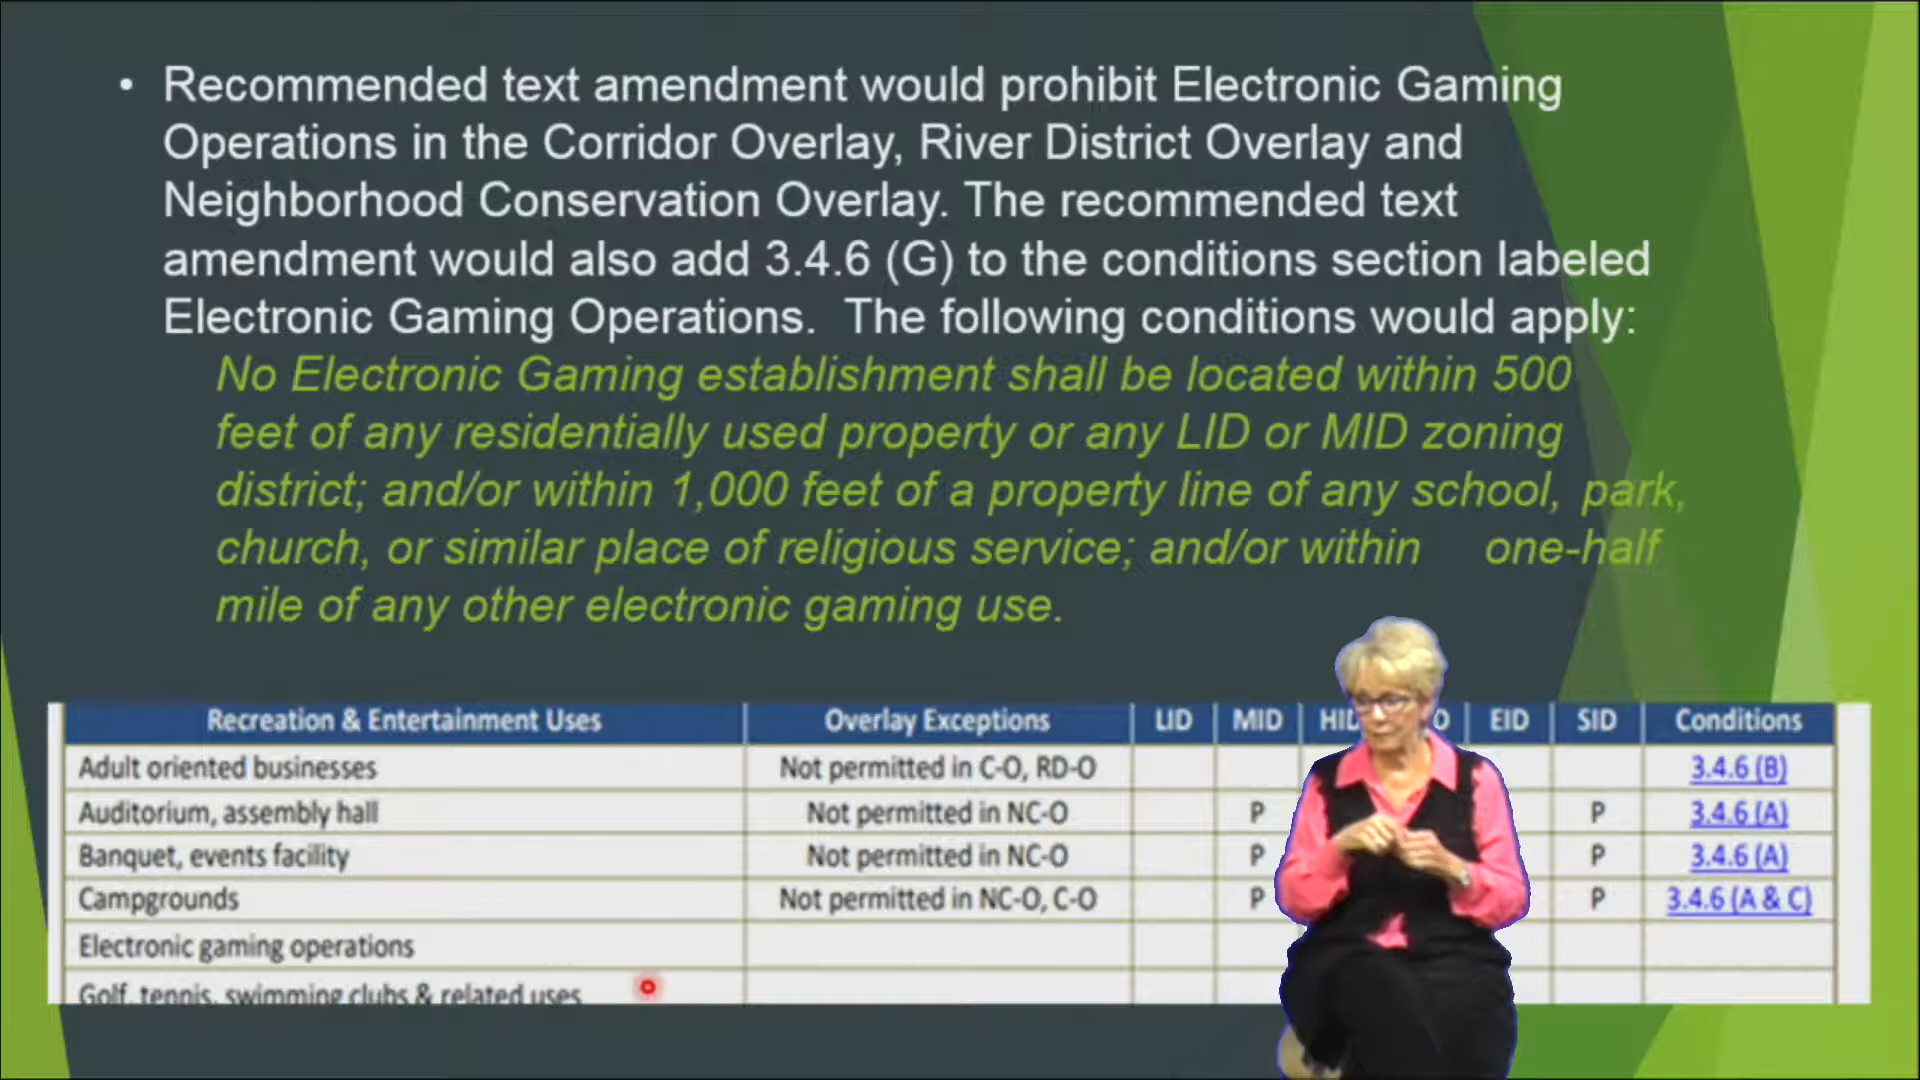 • Recommended text amendment would prohibit Electronic Gaming
Operations in the Corridor Overlay, River District Overlay and
Neighborhood Conservation Overlay. The recommended text
amendment would also add 3.4.6 (G) to the conditions section labeled
Electronic Gaming Operations. The following conditions would apply:
No Electronic Gaming establishment shall be located within 500
feet of any residentially used property or any LID or MID zoning
district; and/or within 1,000 feet of a property line of any school, park,
church, or similar place of religious service; and/or within one-half
mile of any other electronic gaming use.
Recreation & Entertainment Uses Overlay Exceptions LID MID EID SID Conditions
Adult oriented businesses Not permitted in C-O, RD-O 3.4.6 (B)
Auditorium, assembly hall Not permitted in NC-O P P 3.4.6 (A)
Banquet, events facility Not permitted in NC-O P P 3.4.6 (A)
Campgrounds Not permitted in NC-O, C-O P P 3.4.6 (A & C)
Electronic gaming operations
Golf, tennis, swimming clubs & related uses